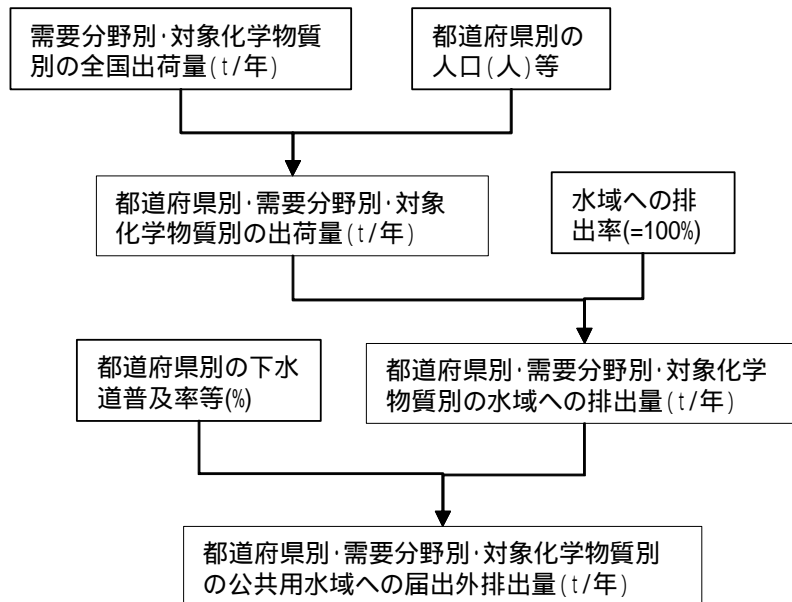 需要分野別･対象化学物質
別の全国出荷量(t/年)
都道府県別の
人口(人)等
都道府県別･需要分野別･対象
化学物質別の出荷量(t/年)
水域への排
出率(=100%)
都道府県別の下水
道普及率等(%)
都道府県別･需要分野別･対象化学
物質別の水域への排出量(t/年)
都道府県別･需要分野別･対象化学物質別
の公共用水域への届出外排出量(t/年)